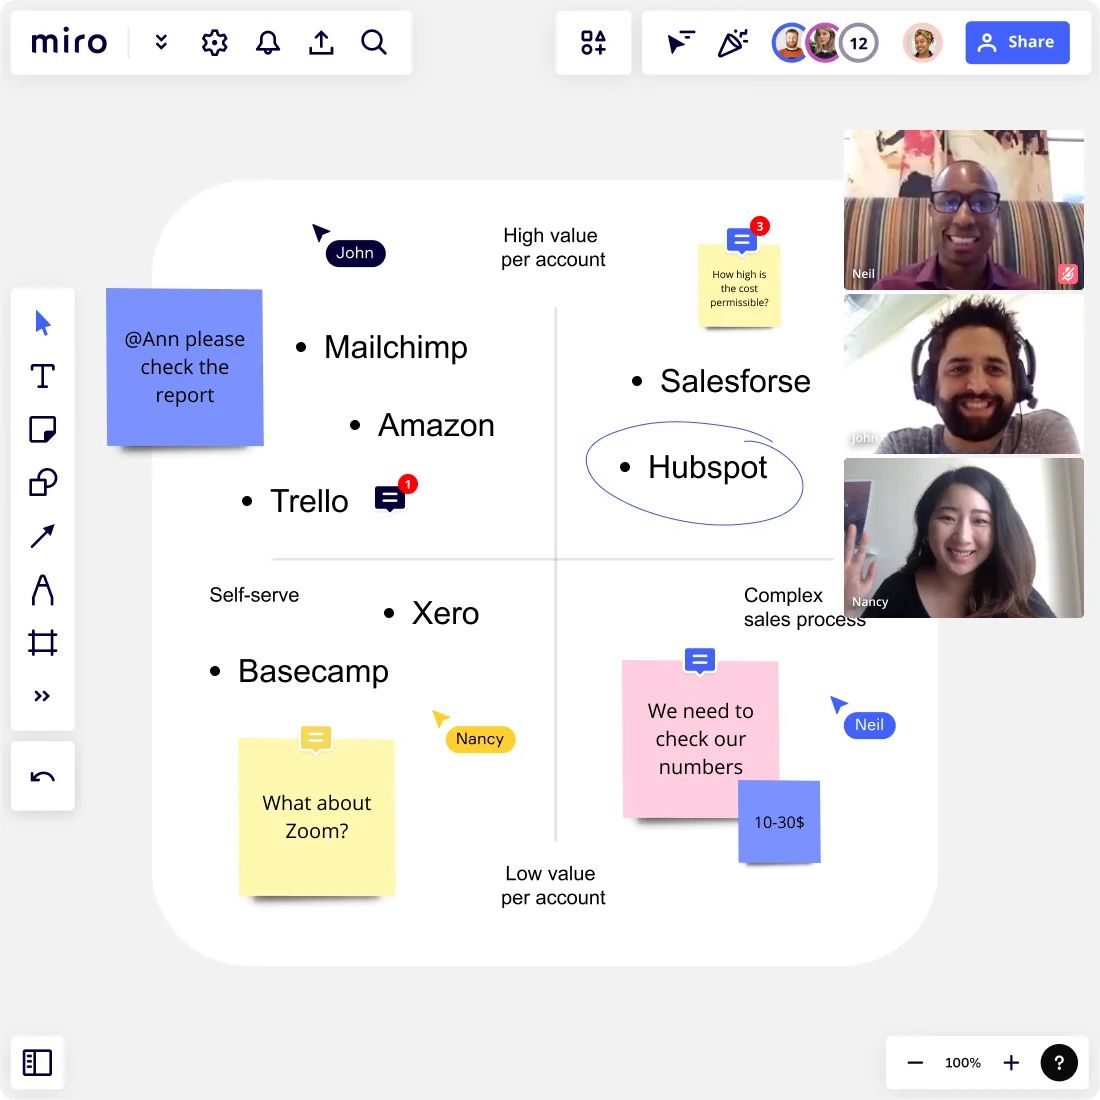 miro
12
Share
Neil
John
Nancy
John
High value
per account
3
How high is
the cost
permissible?
@Ann please
check the
report
• Mailchimp
• Amazon
• Trello
1
• Salesforse
• Hubspot
Self-serve
• Xero
• Basecamp
Complex
sales process
Nancy
What about
Zoom?
We need to
check our
numbers
10-30$
Neil
Low value
per account
100%
?